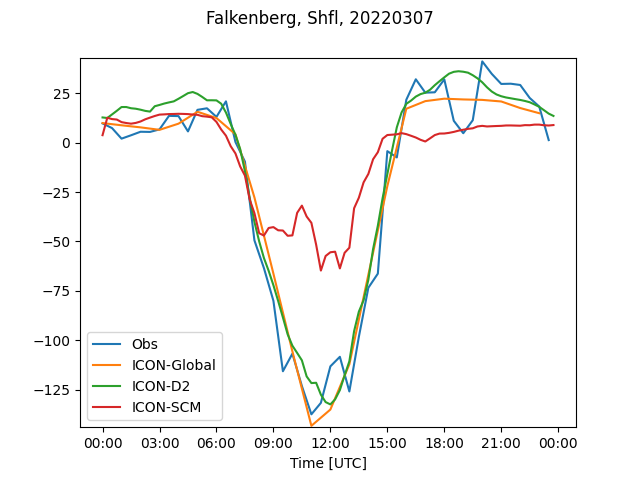 Falkenberg, Shfl, 20220307
25
0
−25
−50
−75
−100
−125
Obs
ICON-Global
ICON-D2
ICON-SCM
00:00 03:00 06:00 09:00 12:00 15:00 18:00 21:00 00:00
Time [UTC]